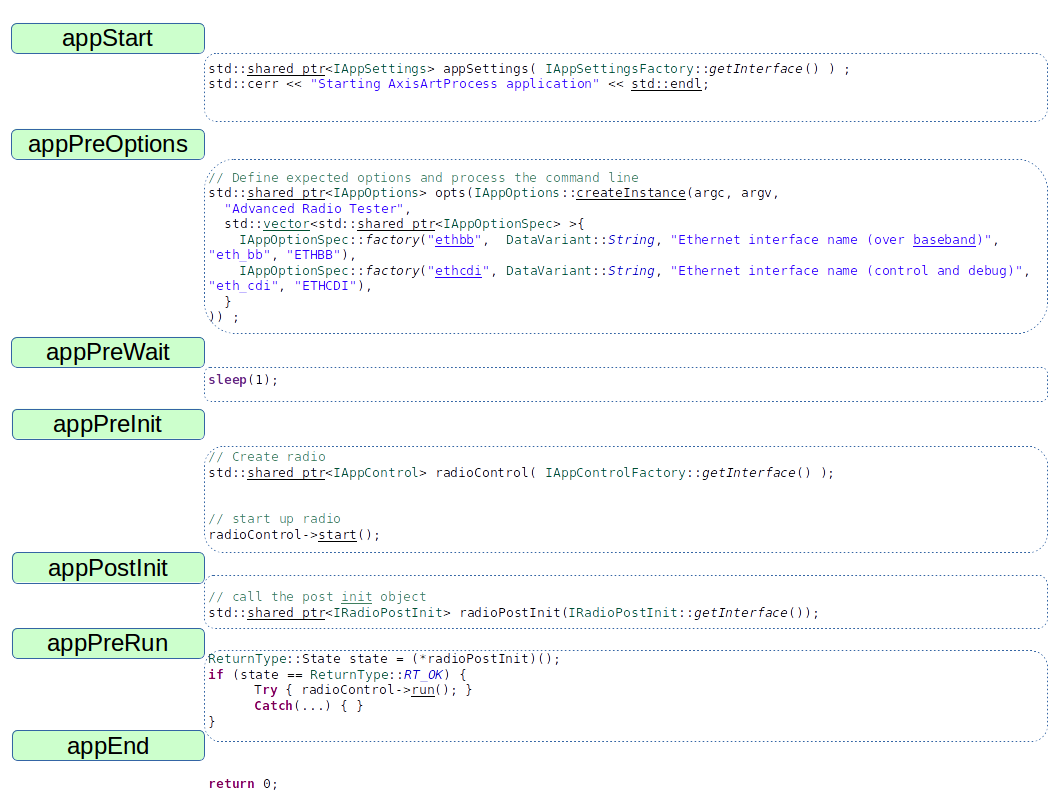 appStart
std::shared_ptr<IAppSettings> appSettings( IAppSettingsFactory::getInterface() ) ;
std::cerr << "Starting AxisArtProcess application" << std::endl;
appPreOptions
// Define expected options and process the command line
std::shared_ptr<IAppOptions> opts(IAppOptions::createInstance(argc, argv,
"Advanced Radio Tester",
std::vector<std::shared_ptr<IAppOptionSpec> >{
IAppOptionSpec::factory("ethbb", DataVariant::String, "Ethernet interface name (over baseband)",
"eth_bb", "ETHBB"),
IAppOptionSpec::factory("ethcdi", DataVariant::String, "Ethernet interface name (control and debug)",
"eth_cdi", "ETHCDI"),
}
)) ;
appPreWait
sleep(1);
appPreInit
// Create radio
std::shared_ptr<IAppControl> radioControl( IAppControlFactory::getInterface() );
// start up radio
radioControl->start();
appPostInit
// call the post init object
std::shared_ptr<IRadioPostInit> radioPostInit(IRadioPostInit::getInterface());
appPreRun
ReturnType::State state = (*radioPostInit)();
if (state == ReturnType::RT_OK) {
Try { radioControl->run(); }
Catch(...) { }
}
appEnd
return 0;